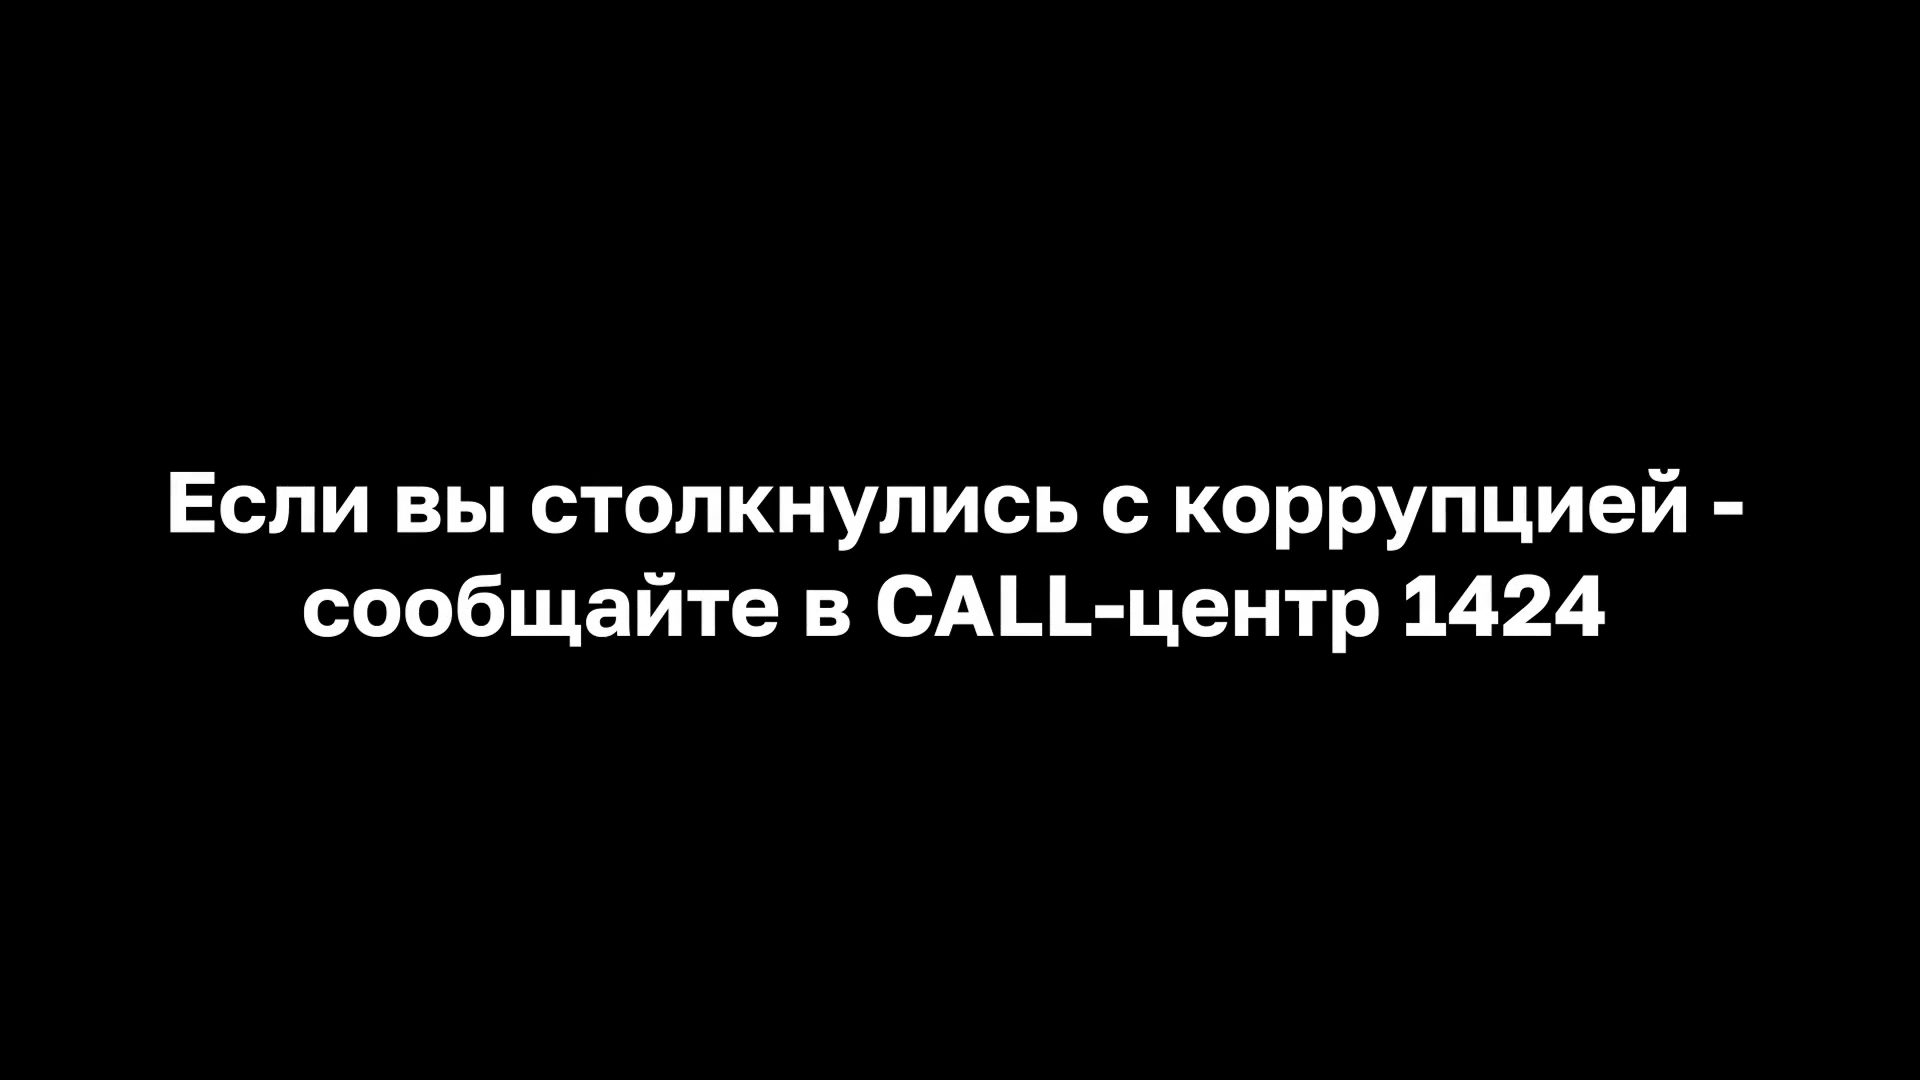 Если вы столкнулись с коррупцией -
сообщайте в CALL-центр 1424